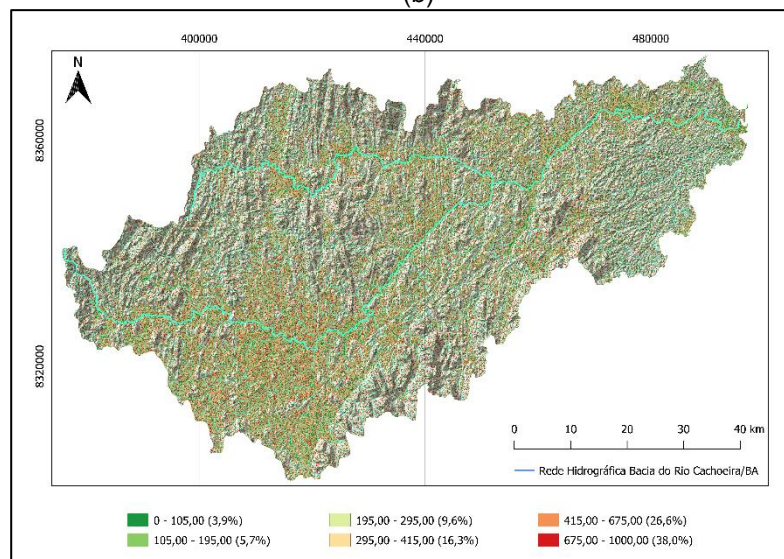 (b)
400000 440000 480000
N
8360000
8320000
0 10 20 30 40 km
Rede Hidrográfica Bacia do Rio Cachoeira/BA
0 - 105,00 (3,9%) 195,00 - 295,00 (9,6%) 415,00 - 675,00 (26,6%)
105,00 - 195,00 (5,7%) 295,00 - 415,00 (16,3%) 675,00 - 1000,00 (38,0%)